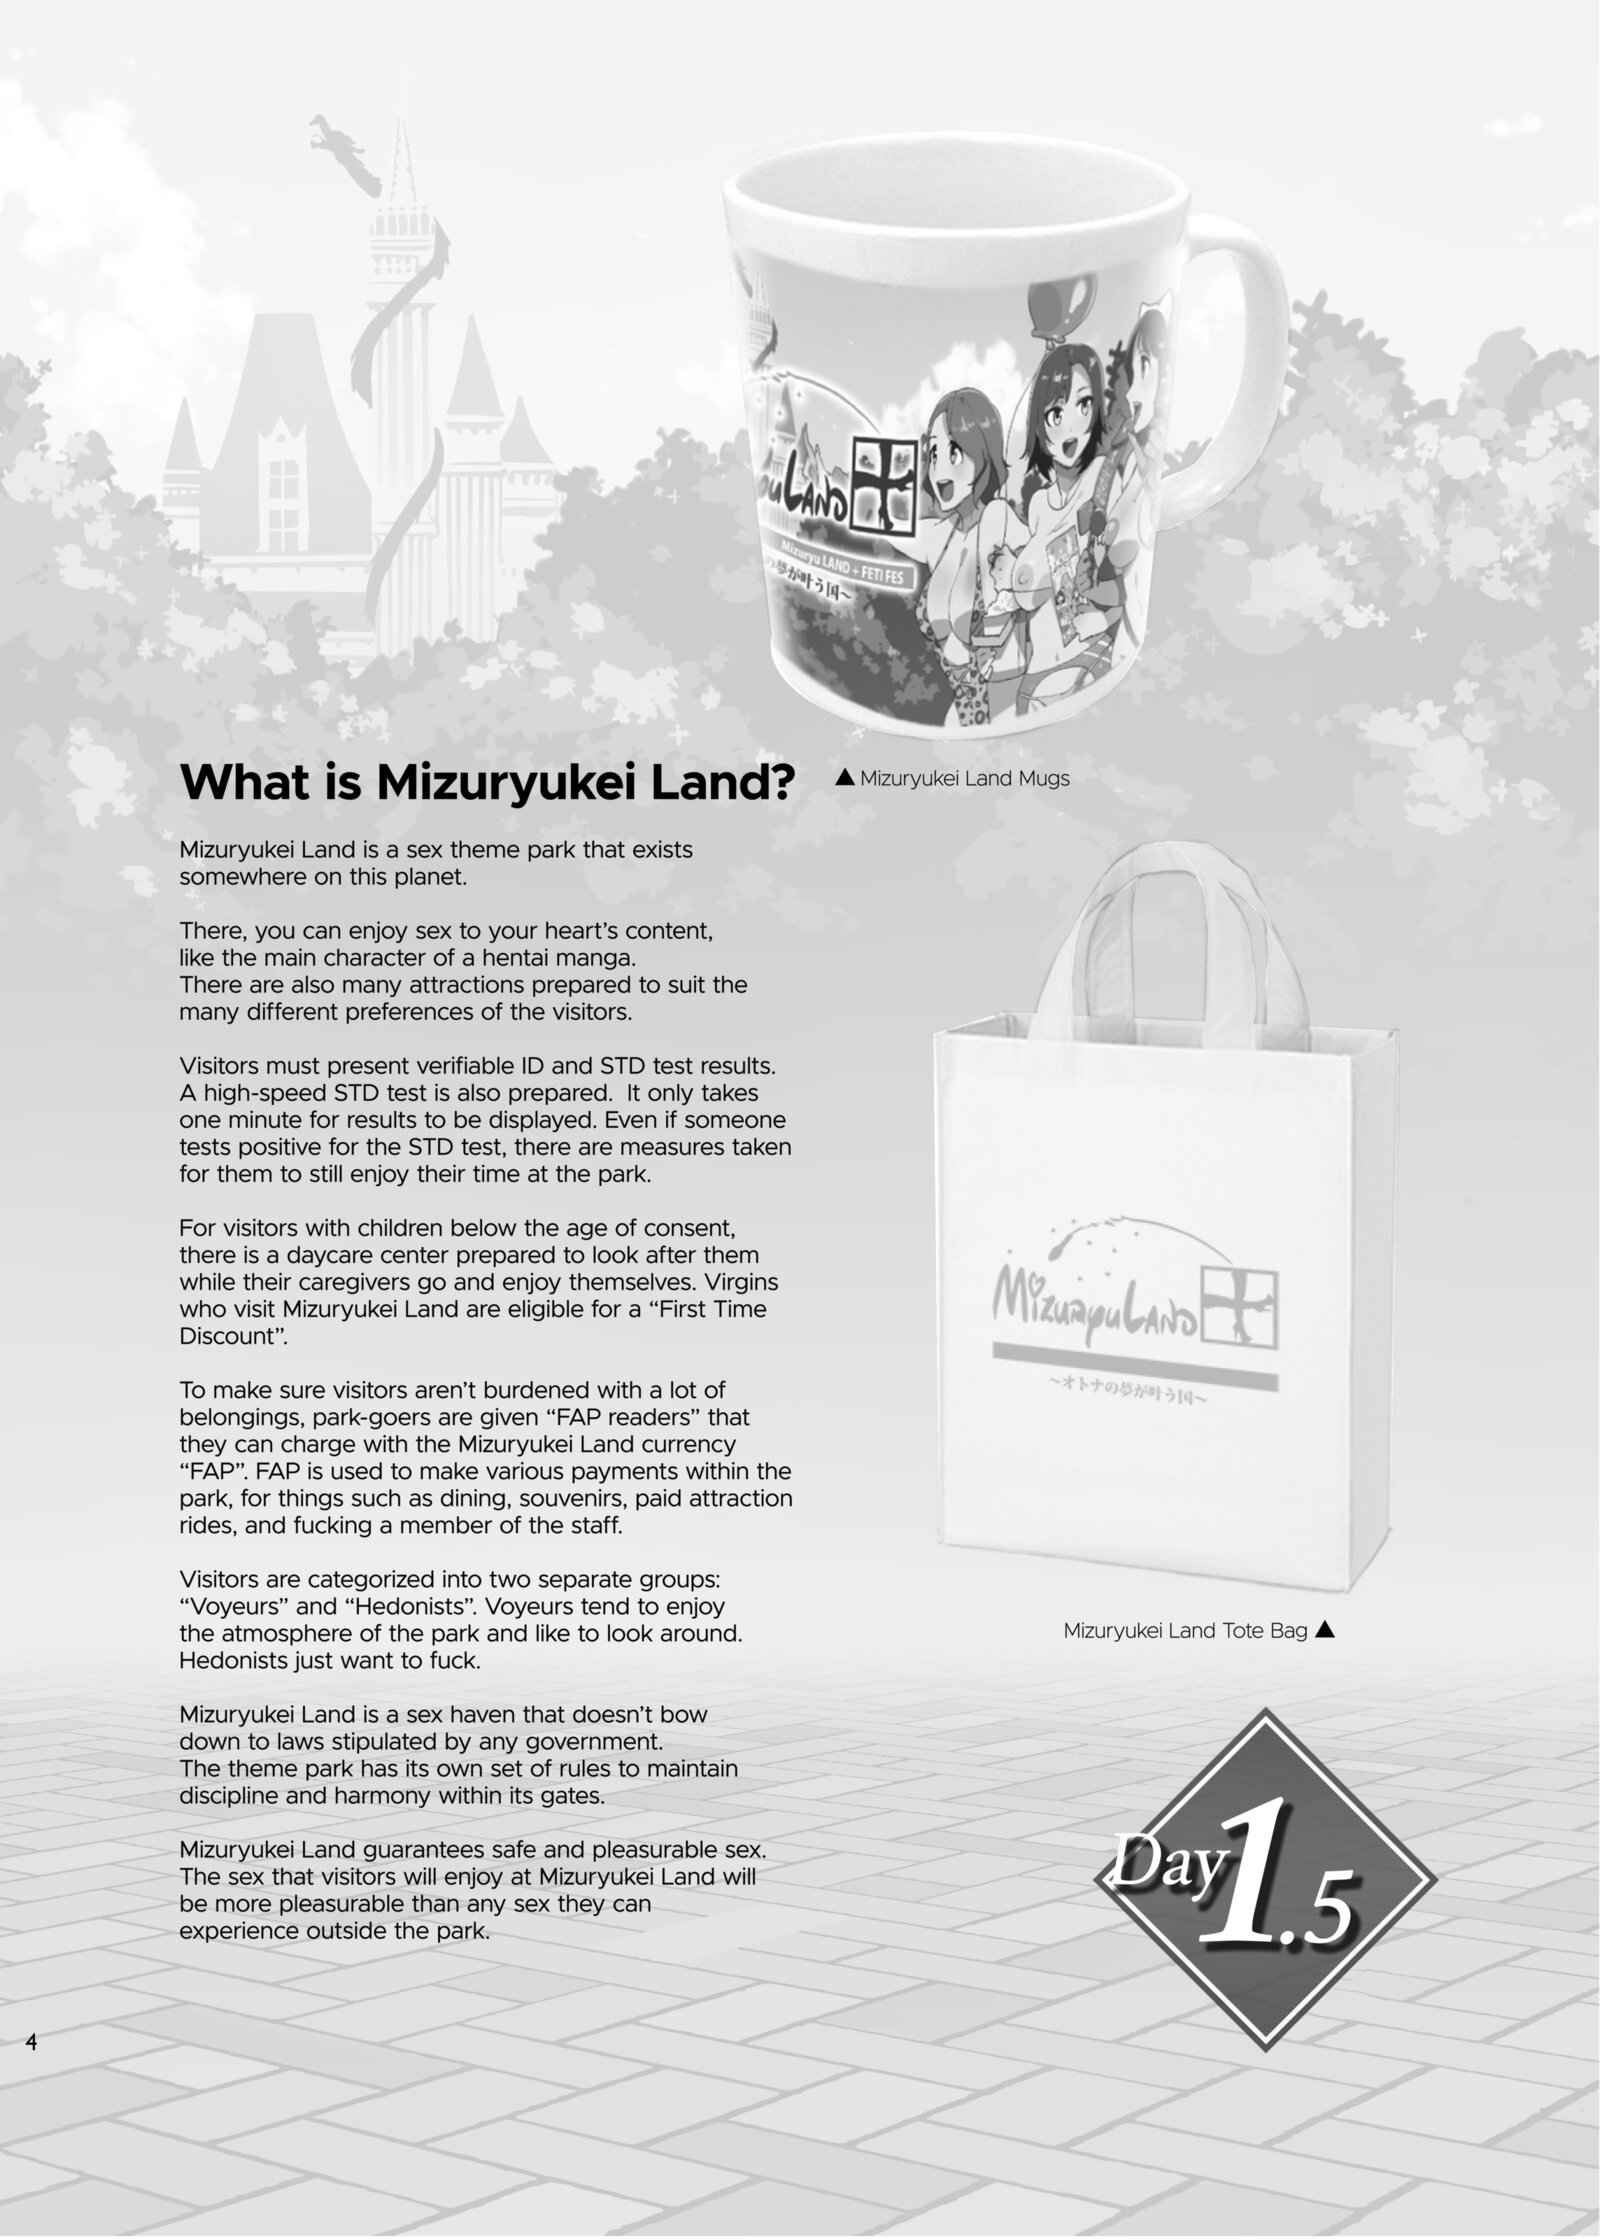 yuLAND
Mizuryu LAND + FETI FES
の夢が叶う国～
What is Mizuryukei Land?
▲ Mizuryukei Land Mugs
Mizuryukei Land is a sex theme park that exists
somewhere on this planet.
There, you can enjoy sex to your heart’s content,
like the main character of a hentai manga.
There are also many attractions prepared to suit the
many different preferences of the visitors.
Visitors must present verifiable ID and STD test results.
A high-speed STD test is also prepared.  It only takes
one minute for results to be displayed. Even if someone
tests positive for the STD test, there are measures taken
for them to still enjoy their time at the park.
For visitors with children below the age of consent,
there is a daycare center prepared to look after them
while their caregivers go and enjoy themselves. Virgins
who visit Mizuryukei Land are eligible for a “First Time
Discount”.
To make sure visitors aren’t burdened with a lot of
belongings, park-goers are given “FAP readers” that
they can charge with the Mizuryukei Land currency
“FAP”. FAP is used to make various payments within the
park, for things such as dining, souvenirs, paid attraction
rides, and fucking a member of the staff.
Visitors are categorized into two separate groups:
“Voyeurs” and “Hedonists”. Voyeurs tend to enjoy
the atmosphere of the park and like to look around.
Hedonists just want to fuck.
Mizuryukei Land is a sex haven that doesn’t bow
down to laws stipulated by any government.
The theme park has its own set of rules to maintain
discipline and harmony within its gates.
Mizuryukei Land guarantees safe and pleasurable sex.
The sex that visitors will enjoy at Mizuryukei Land will
be more pleasurable than any sex they can
experience outside the park.
MizuryuLAND
～オトナの夢が叶う国～
Mizuryukei Land Tote Bag ▲
Day 1.5
4